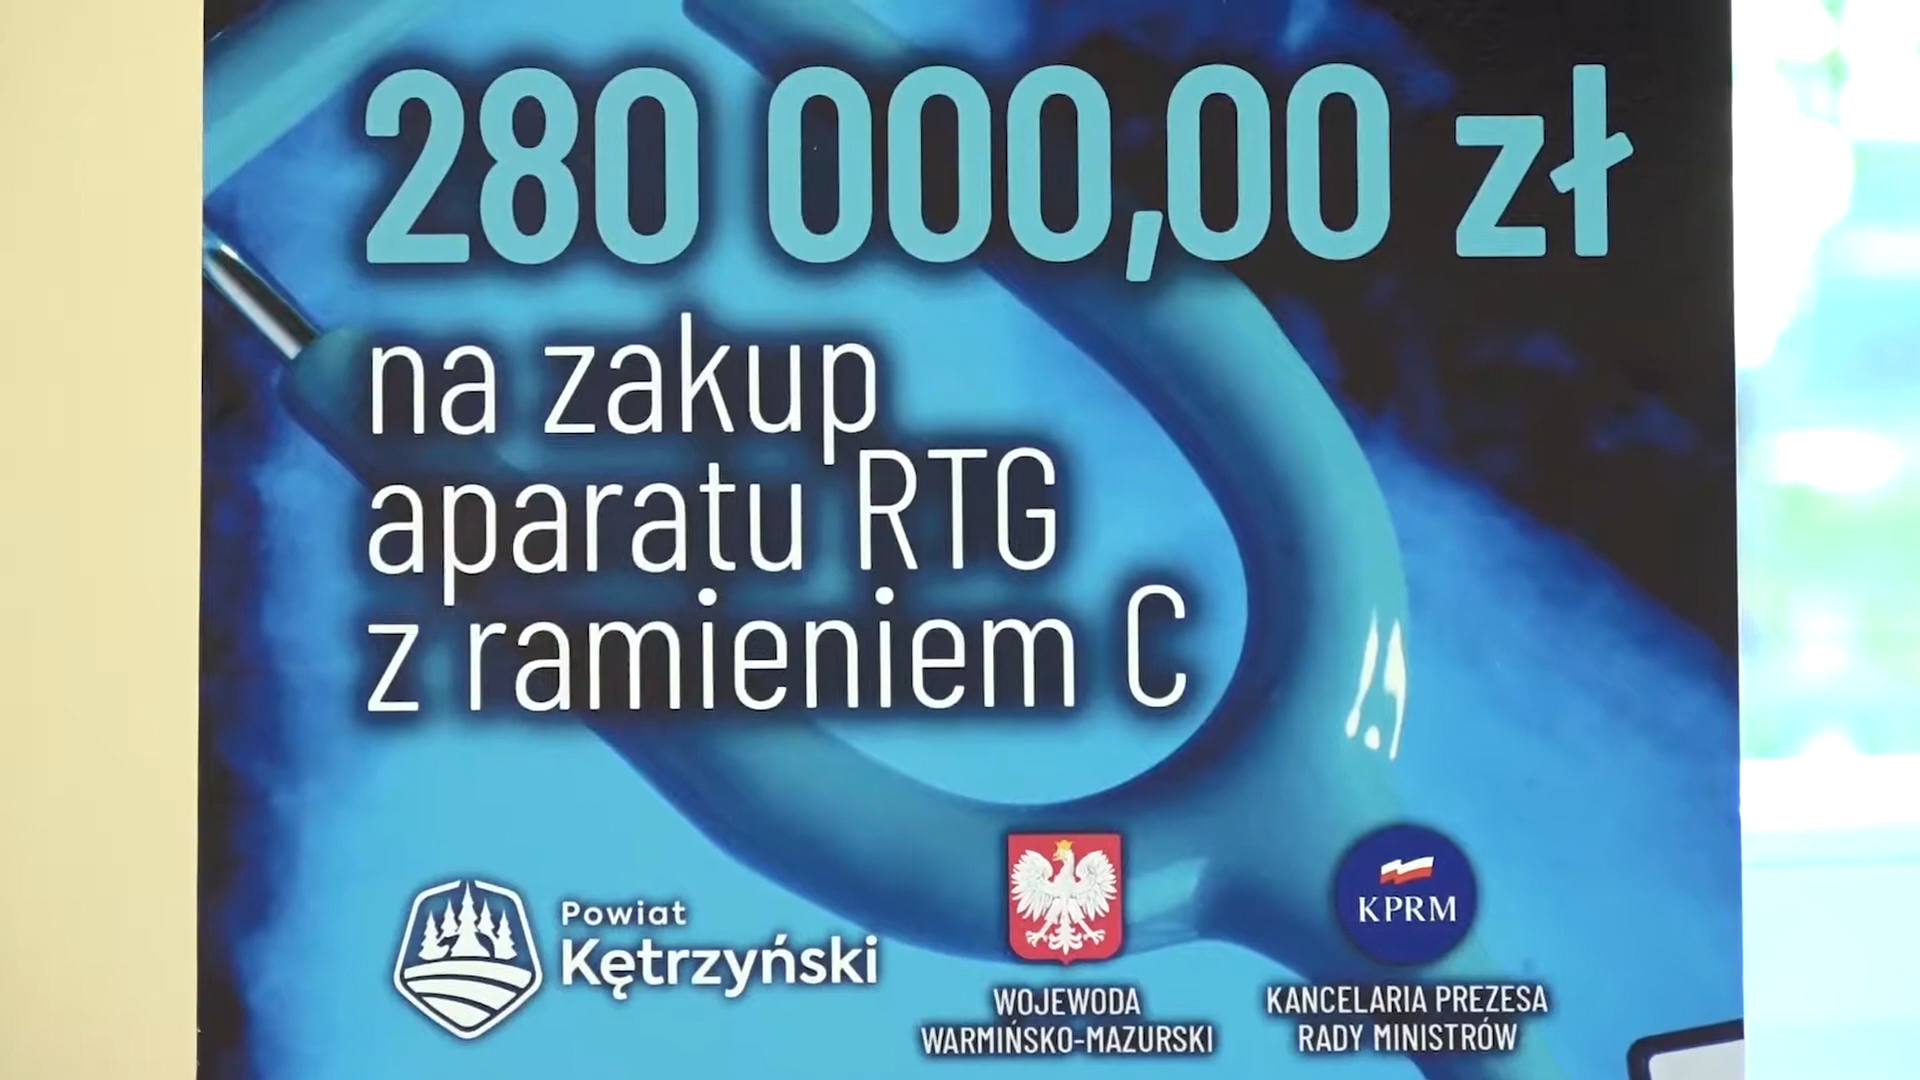 280 000,00 zł
na zakup
aparatu RTG
z ramieniem C
Powiat
Kętrzyński
WOJEWODA
WARMIŃSKO-MAZURSKI
KPRM
KANCELARIA PREZESA
RADY MINISTRÓW